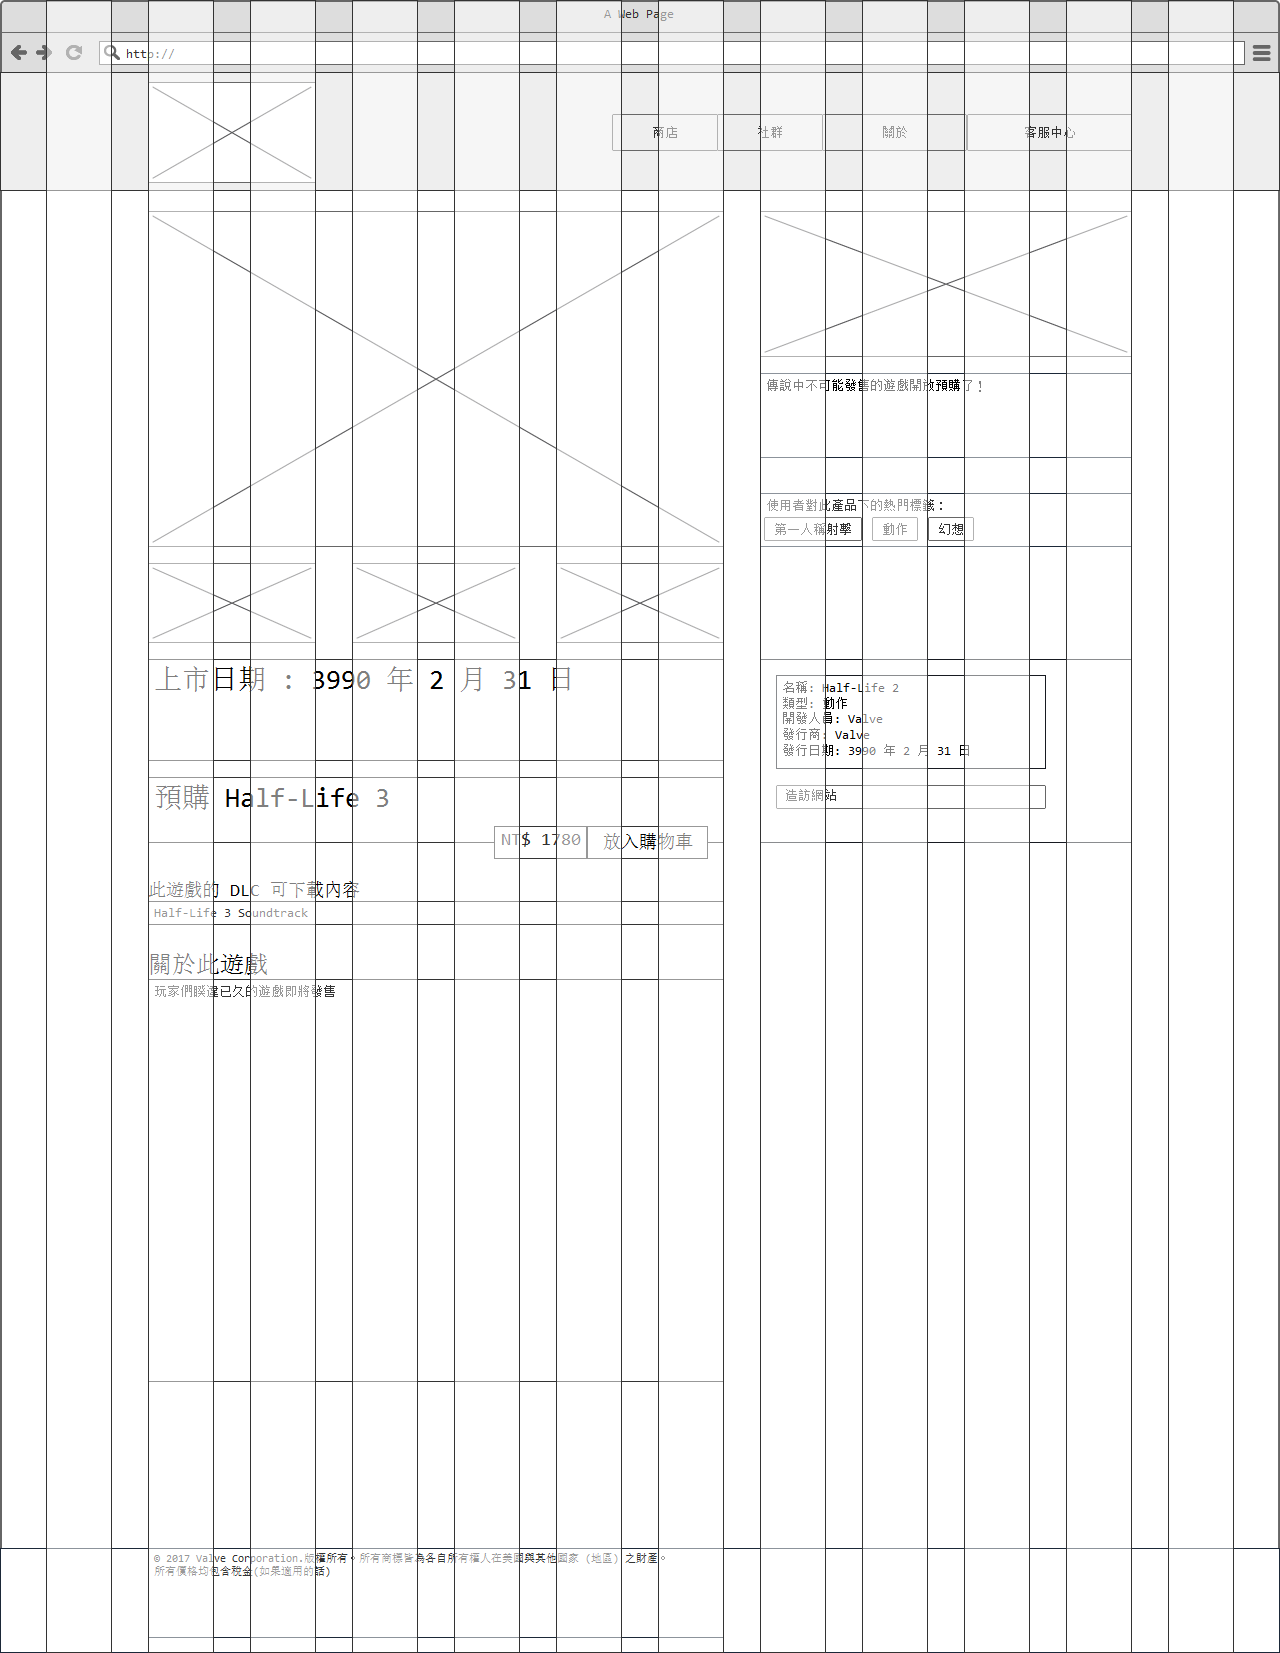 A Web Page
http://
商店
社群
關於
客服中心
傳說中不可能發售的遊戲開放預購了！
使用者對此產品下的熱門標籤：
第一人稱射擊
動作
幻想
上市日期 : 3990 年 2 月 31 日
名稱: Half-Life 2
類型: 動作
開發人員: Valve
發行商: Valve
發行日期: 3990 年 2 月 31 日
造訪網站
預購 Half-Life 3
NT$ 1780
放入購物車
此遊戲的 DLC 可下載內容
Half-Life 3 Soundtrack
關於此遊戲
玩家們睽違已久的遊戲即將發售
© 2017 Valve Corporation.版權所有。所有商標皆為各自所有權人在美國與其他國家 (地區) 之財產。
所有價格均包含稅金(如果適用的話)